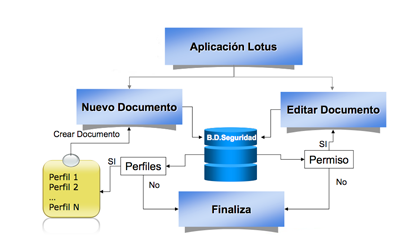 Aplicación Lotus
Nuevo Documento
Editar Documento
B.D.Seguridad
Crear Documento
SI
SI
Perfiles
Permiso
Perfil 1
Perfil 2
...
Perfil N
No
No
Finaliza